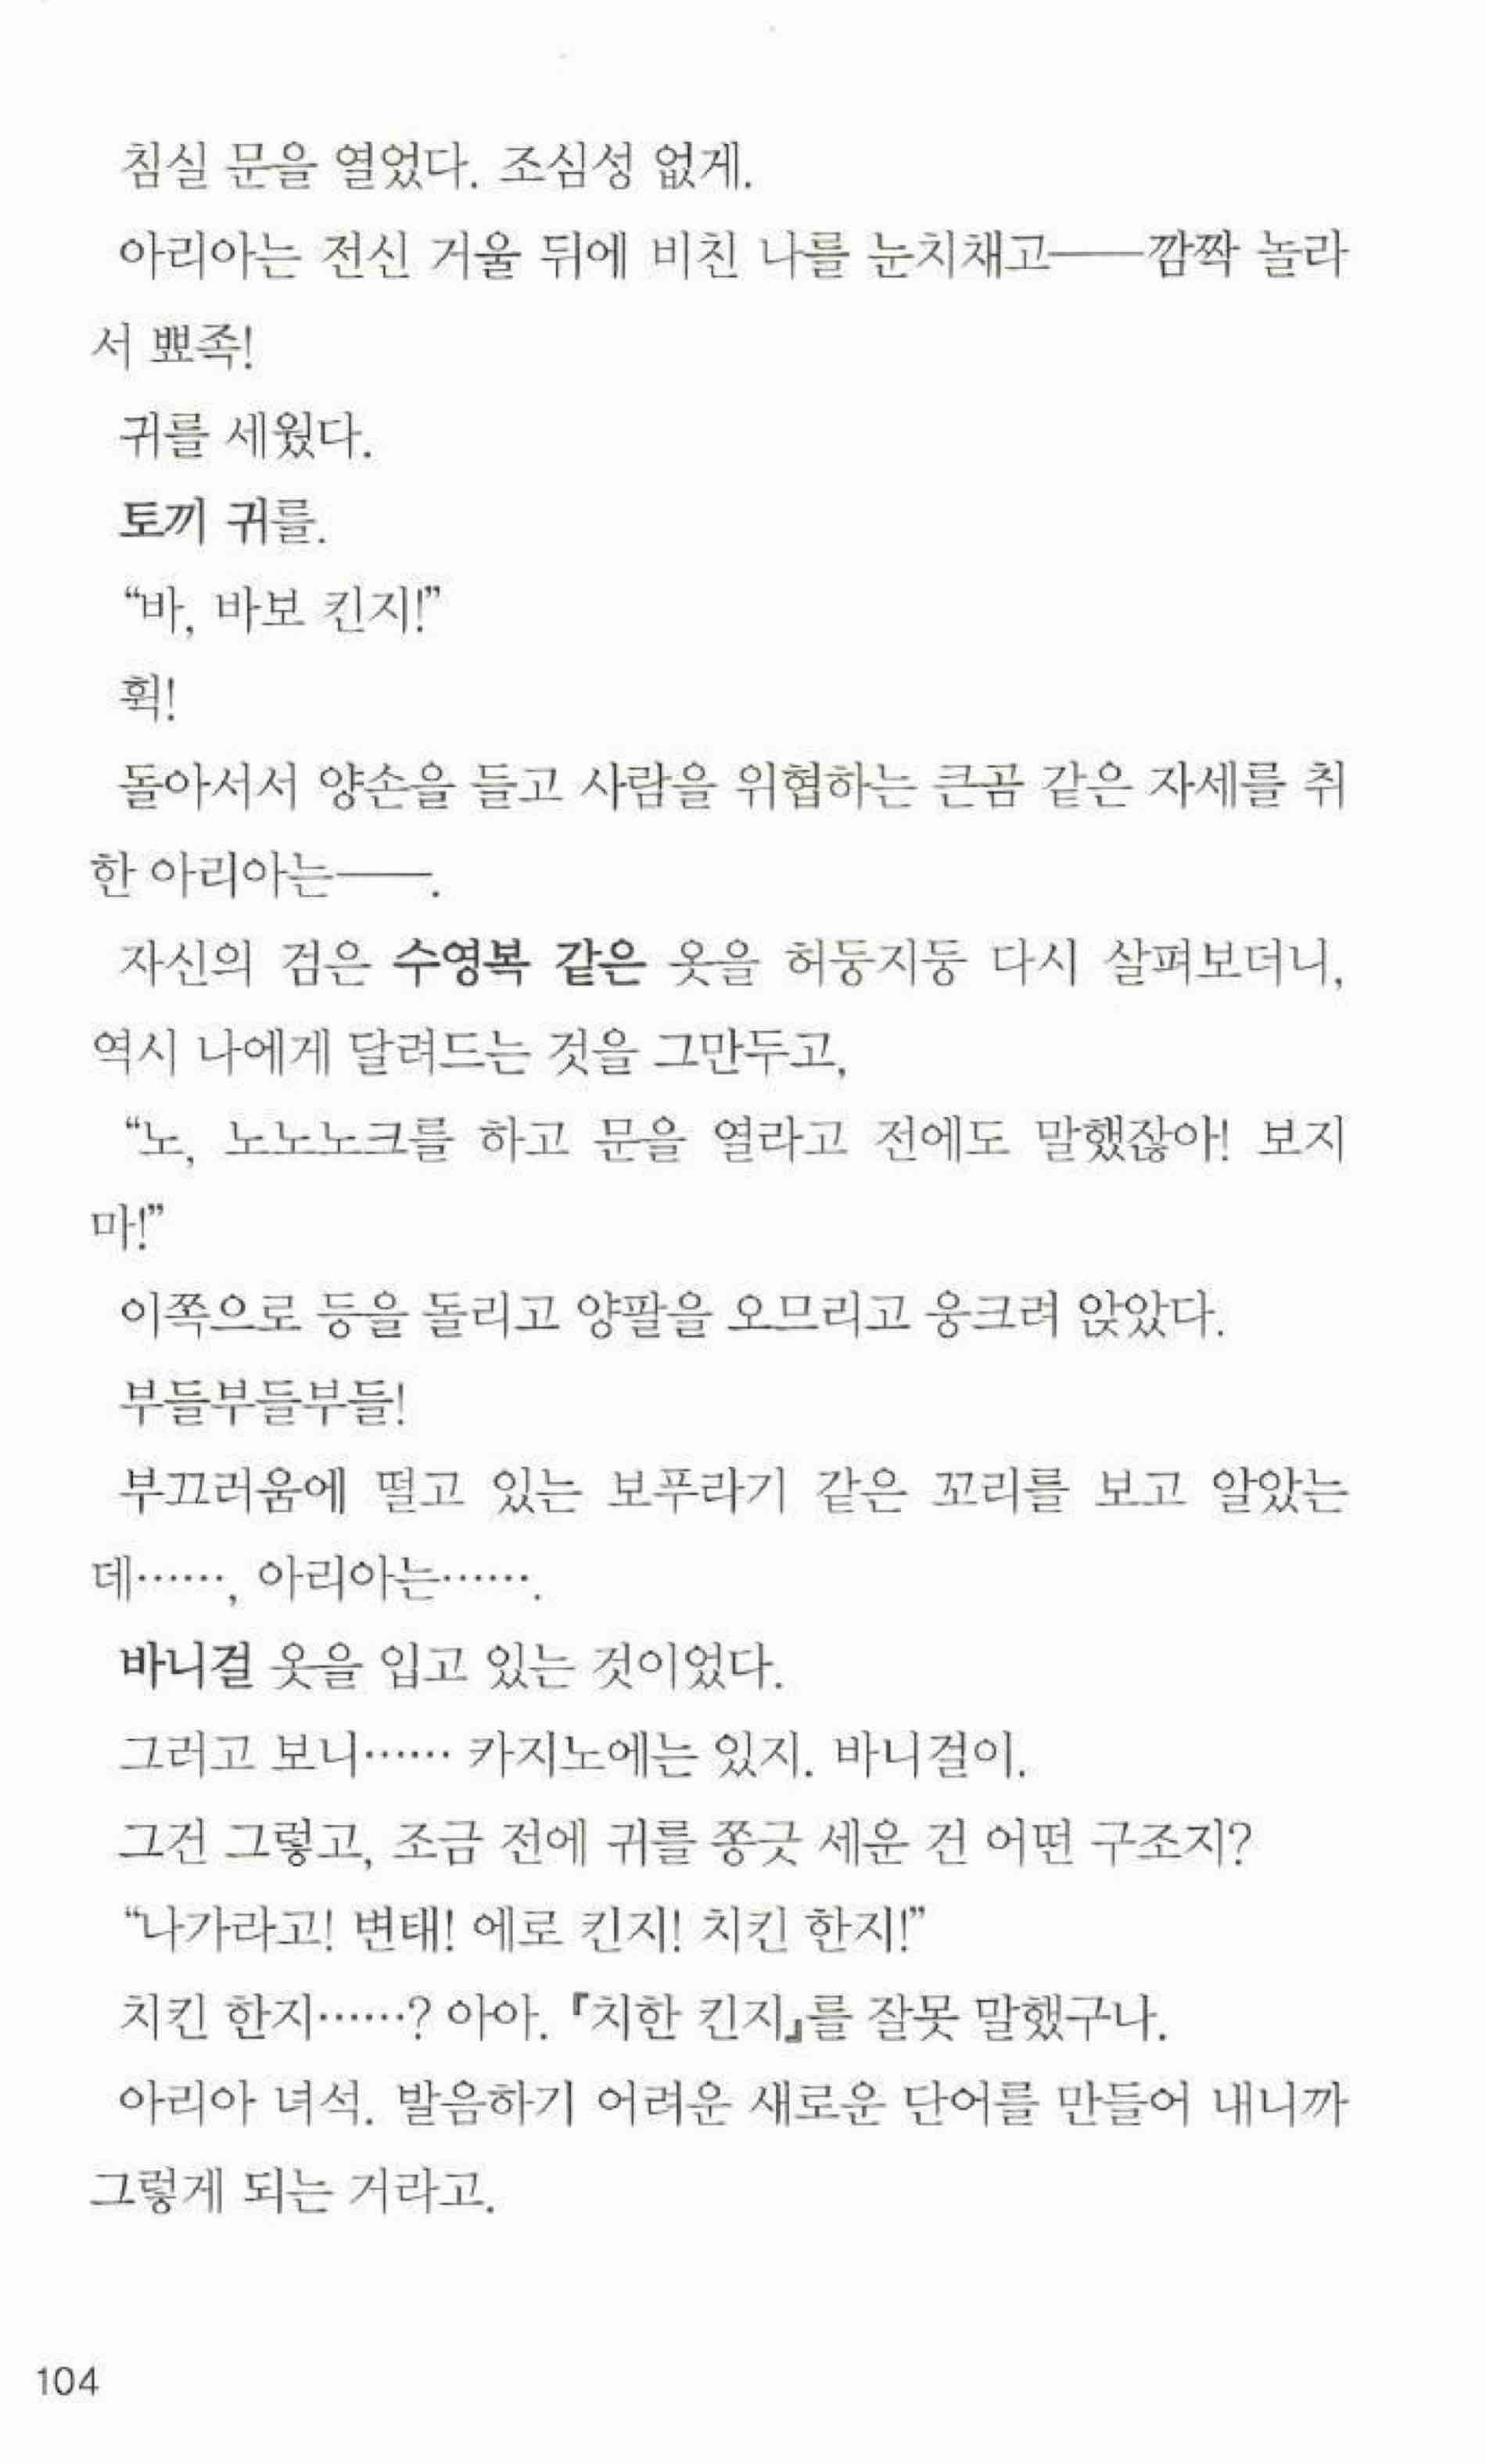 침실 문을 열었다. 조심성 없게.
아리아는 전신 거울 뒤에 비친 나를 눈치채고——깜짝 놀라
서 뾰족!
귀를 세웠다.
토끼 귀를.
“바, 바보 킨지!”
휙!
돌아서서 양손을 들고 사람을 위협하는 큰곰 같은 자세를 취
한 아리아는——.
자신의 검은 수영복 같은 옷을 허둥지둥 다시 살펴보더니,
역시 나에게 달려드는 것을 그만두고,
“노, 노노노크를 하고 문을 열라고 전에도 말했잖아! 보지
마!”
이쪽으로 등을 돌리고 양팔을 오므리고 웅크려 앉았다.
부들부들부들!
부끄러움에 떨고 있는 보푸라기 같은 꼬리를 보고 알았는
데……, 아리아는…….
바니걸 옷을 입고 있는 것이었다.
그러고 보니…… 카지노에는 있지. 바니걸이.
그건 그렇고, 조금 전에 귀를 쫑긋 세운 건 어떤 구조지?
“나가라고! 변태! 에로 킨지! 치킨 한지!”
치킨 한지……? 아아. 『치한 킨지』를 잘못 말했구나.
아리아 녀석. 발음하기 어려운 새로운 단어를 만들어 내니까
그렇게 되는 거라고.
104